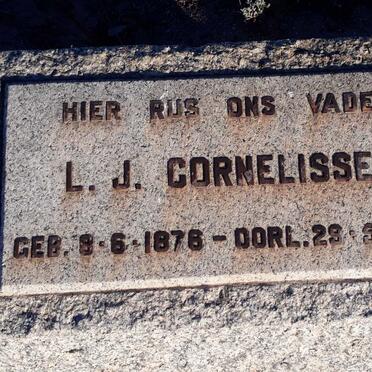 HIER RUS ONS VADE
L. J. CORNELISSE
GEB. 9·6·1876 - OORL. 29·